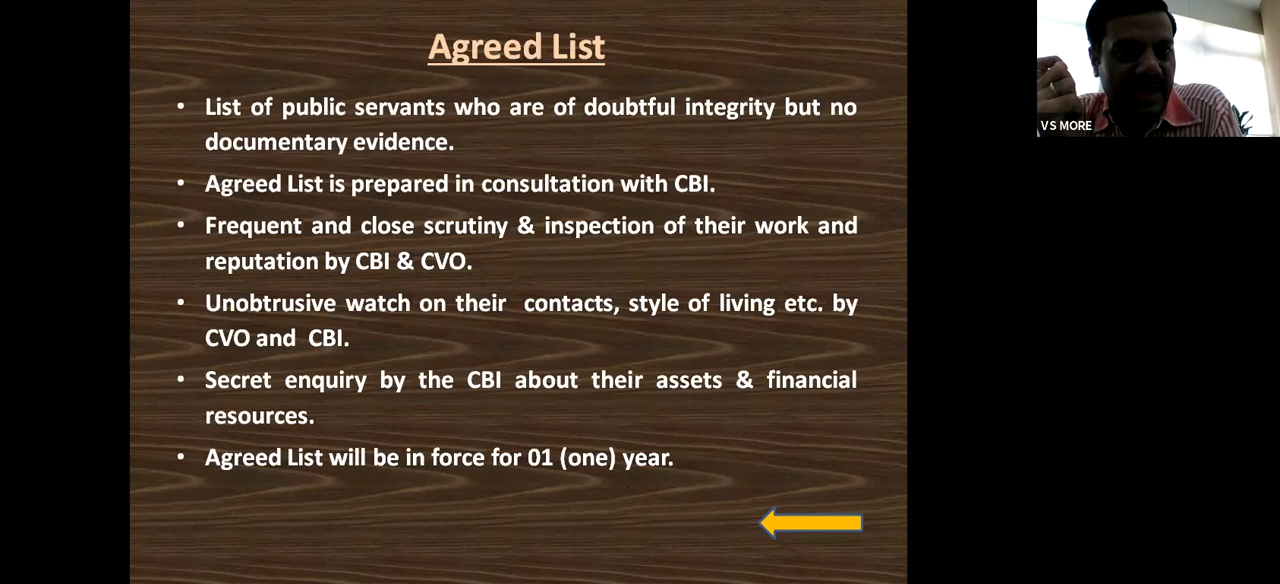 Agreed List
• List of public servants who are of doubtful integrity but no
documentary evidence.
• Agreed List is prepared in consultation with CBI.
• Frequent and close scrutiny & inspection of their work and
reputation by CBI & CVO.
• Unobtrusive watch on their contacts, style of living etc. by
CVO and CBI.
• Secret enquiry by the CBI about their assets & financial
resources.
• Agreed List will be in force for 01 (one) year.
V S MORE